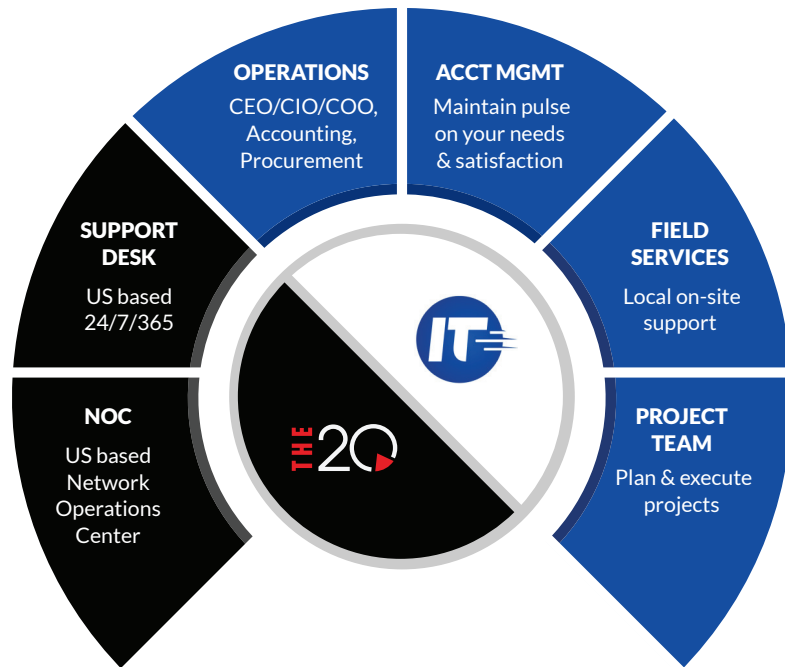 OPERATIONS
CEO/CIO/COO,
Accounting,
Procurement
ACCT MGMT
Maintain pulse
on your needs
& satisfaction
SUPPORT
DESK
US based
24/7/365
FIELD
SERVICES
Local on-site
support
NOC
US based
Network
Operations
Center
PROJECT
TEAM
Plan & execute
projects
IT
THE 20